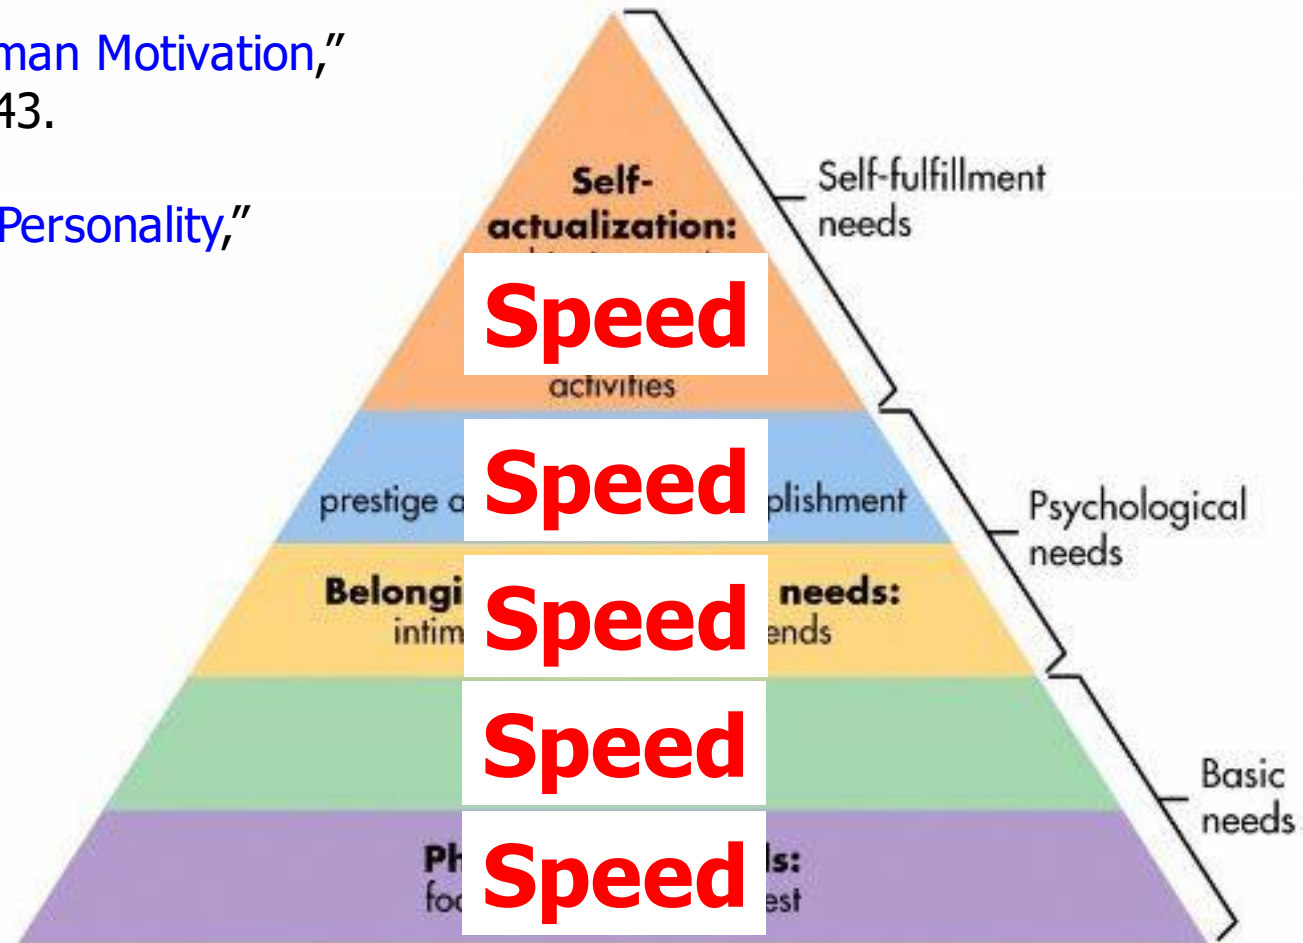 man Motivation,”
43.
Personality,”
Self-
actualization:
Speed
activities
Self-fulfillment
needs
Speed
prestige plishment
Psychological
needs
Belongi Speed needs:
intim ends
Speed
Basic
needs
Ph Speed s:
foo est